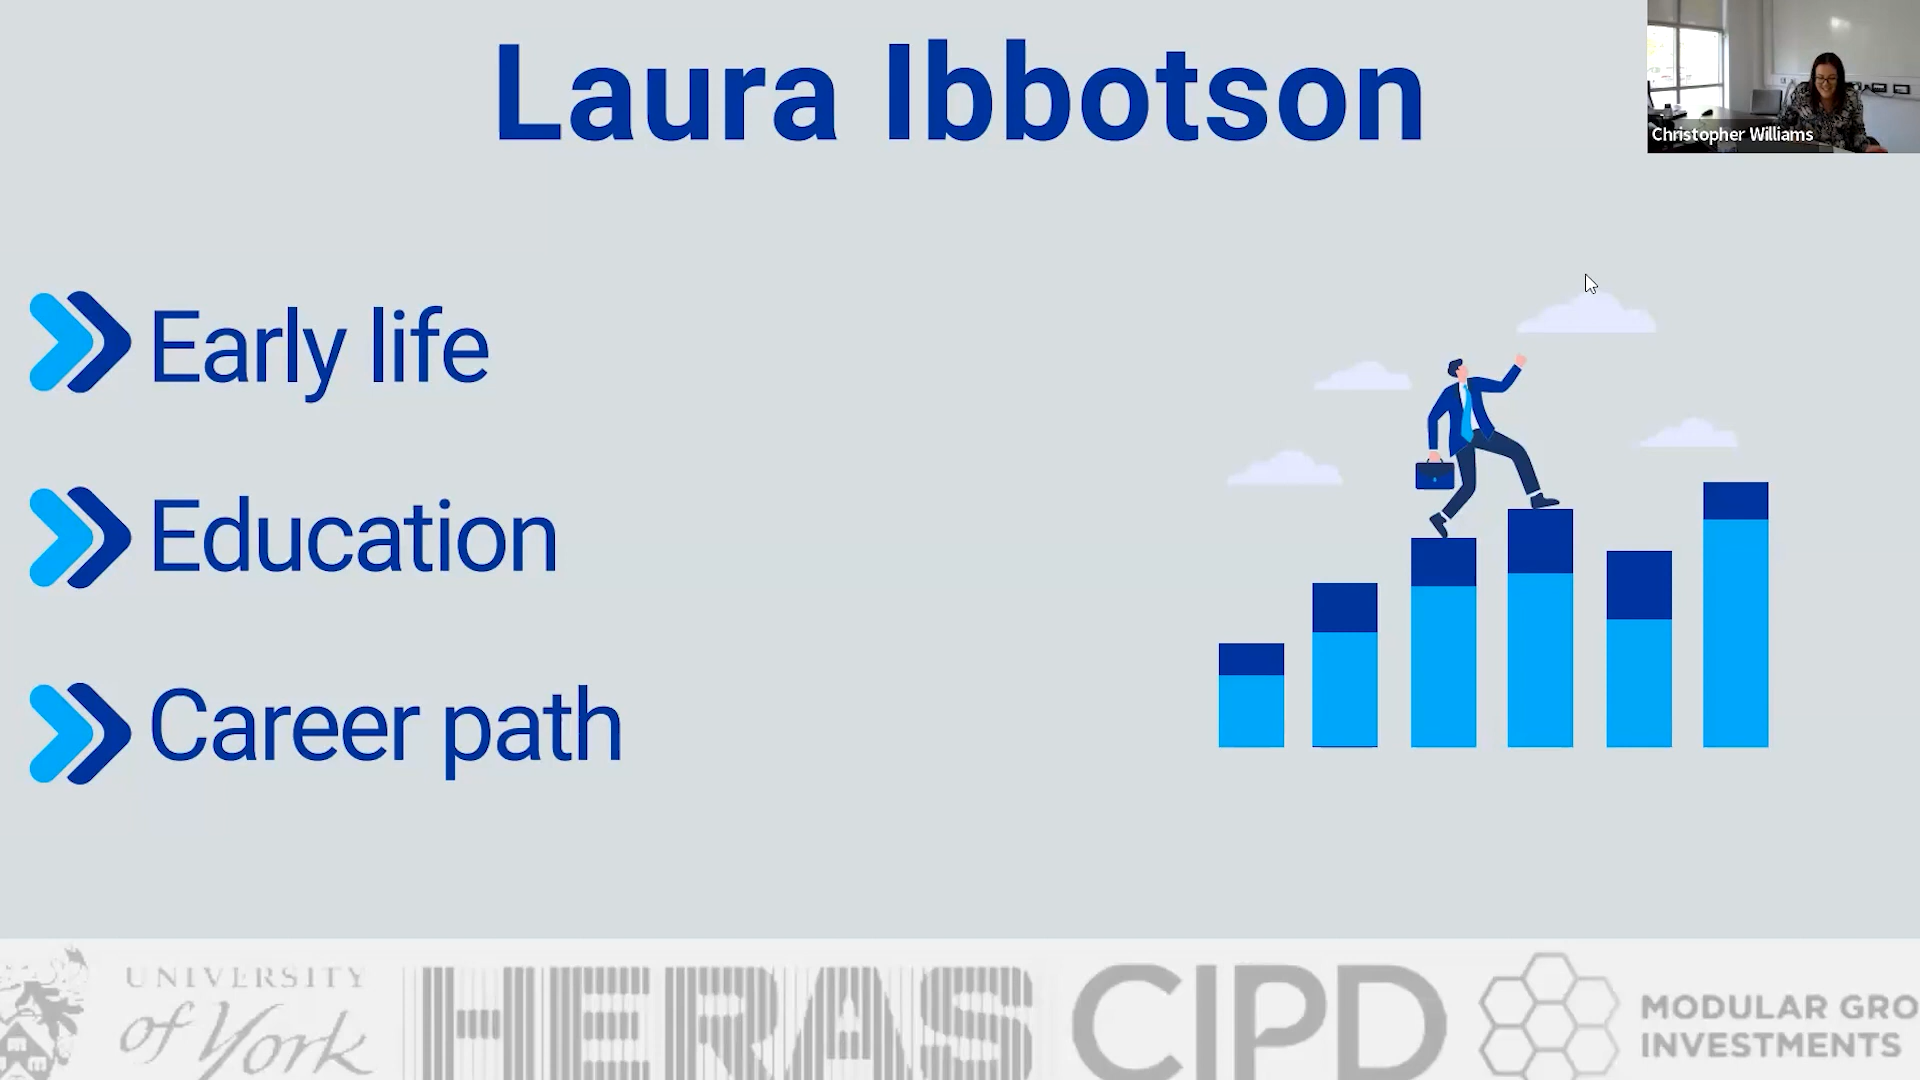 Laura Ibbotson
Christopher Williams
Early life
Education
Career path
UNIVERSITY
of York
HERAS
CIPD
MODULAR GRO
INVESTMENTS